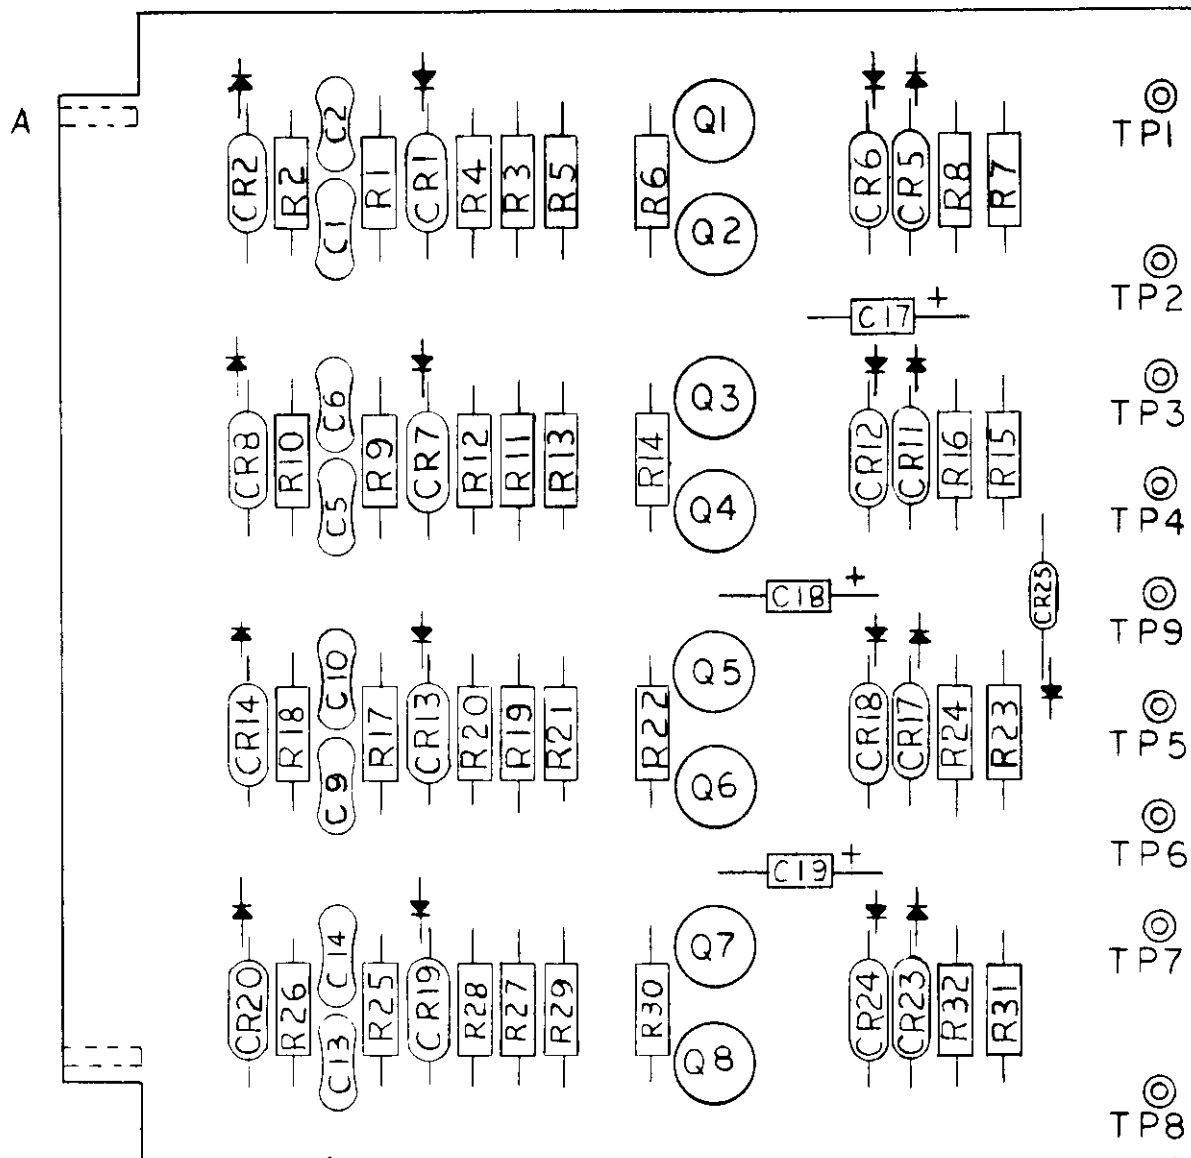 A
CR2 R2 C2 C1 R1 CR1 R4 R3 R5 R6 Q1 Q2 CR6 CR5 R8 R7
TP1
TP2
C17 +
CR8 R10 C6 C5 R9 CR7 R12 R11 R13 R14 Q3 Q4 CR12 CR11 R16 R15
TP3
TP4
C18 +
CR25
TP9
CR14 R18 C10 C9 R17 CR13 R20 R19 R21 R22 Q5 Q6 CR18 CR17 R24 R23
TP5
TP6
C19 +
CR20 R26 C14 C13 R25 CR19 R28 R27 R29 R30 Q7 Q8 CR24 CR23 R32 R31
TP7
TP8